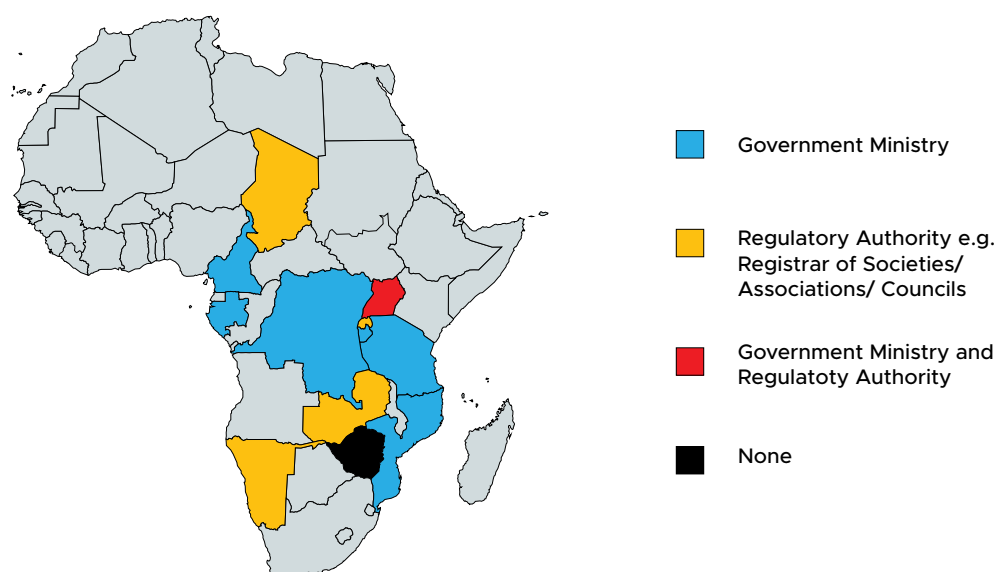 Government Ministry
Regulatory Authority e.g.
Registrar of Societies/
Associations/ Councils
Government Ministry and
Regulatoty Authority
None